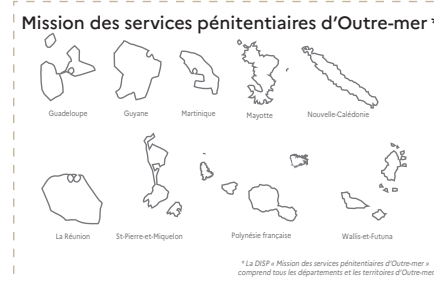 Mission des services pénitentiaires d'Outre-mer *
Guadeloupe
Guyane
Martinique
Mayotte
Nouvelle-Calédonie
La Réunion
St-Pierre-et-Miquelon
Polynésie française
Wallis-et-Futuna
* La DISP « Mission des services pénitentiaires d'Outre-mer »
comprend tous les départements et les territoires d'Outre-mer